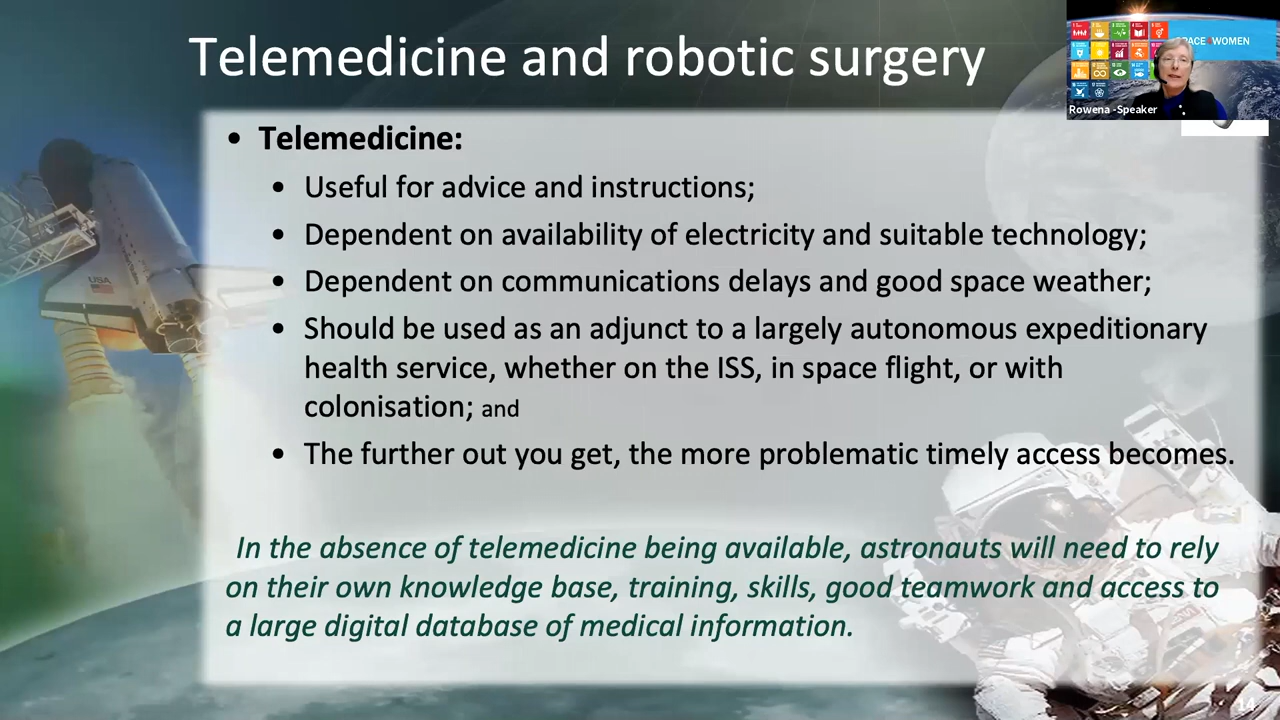 Telemedicine and robotic surgery
PACE4WOMEN
Rowena -Speaker
• Telemedicine:
• Useful for advice and instructions;
• Dependent on availability of electricity and suitable technology;
• Dependent on communications delays and good space weather;
• Should be used as an adjunct to a largely autonomous expeditionary
health service, whether on the ISS, in space flight, or with
colonisation; and
• The further out you get, the more problematic timely access becomes.
In the absence of telemedicine being available, astronauts will need to rely
on their own knowledge base, training, skills, good teamwork and access to
a large digital database of medical information.
USA
14